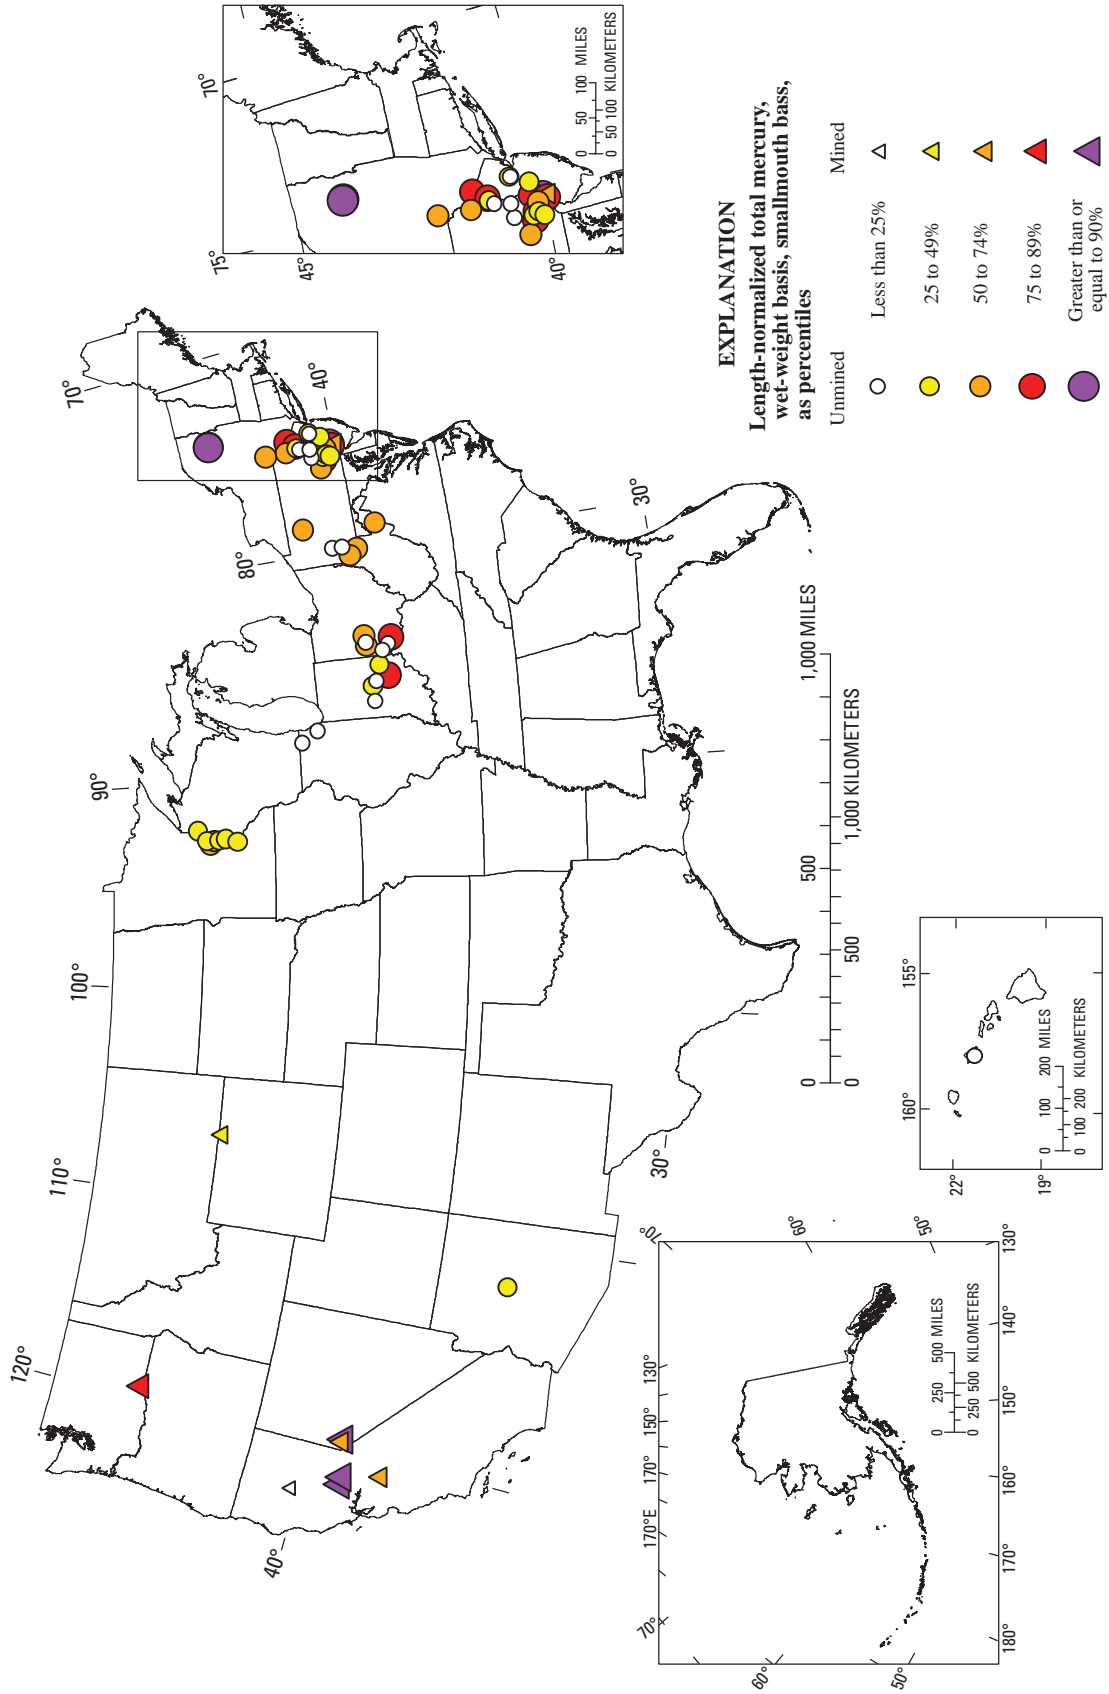 120°
110°
100°
90°
80°
70°
40°
30°
40°
30°
0
500
1,000 MILES
0
500
1,000 KILOMETERS
75°
70°
45°
40°
0 50 100 MILES
0 50 100 KILOMETERS
EXPLANATION
Length-normalized total mercury,
wet-weight basis, smallmouth bass,
as percentiles
Unmined
Mined
Less than 25%
25 to 49%
50 to 74%
75 to 89%
Greater than or
equal to 90%
70°
60°
50°
170°E
170°
150°
130°
70°
60°
50°
180°
170°
160°
150°
140°
130°
0 250 500 MILES
0 250 500 KILOMETERS
160°
155°
22°
19°
0 100 200 MILES
0 100 200 KILOMETERS